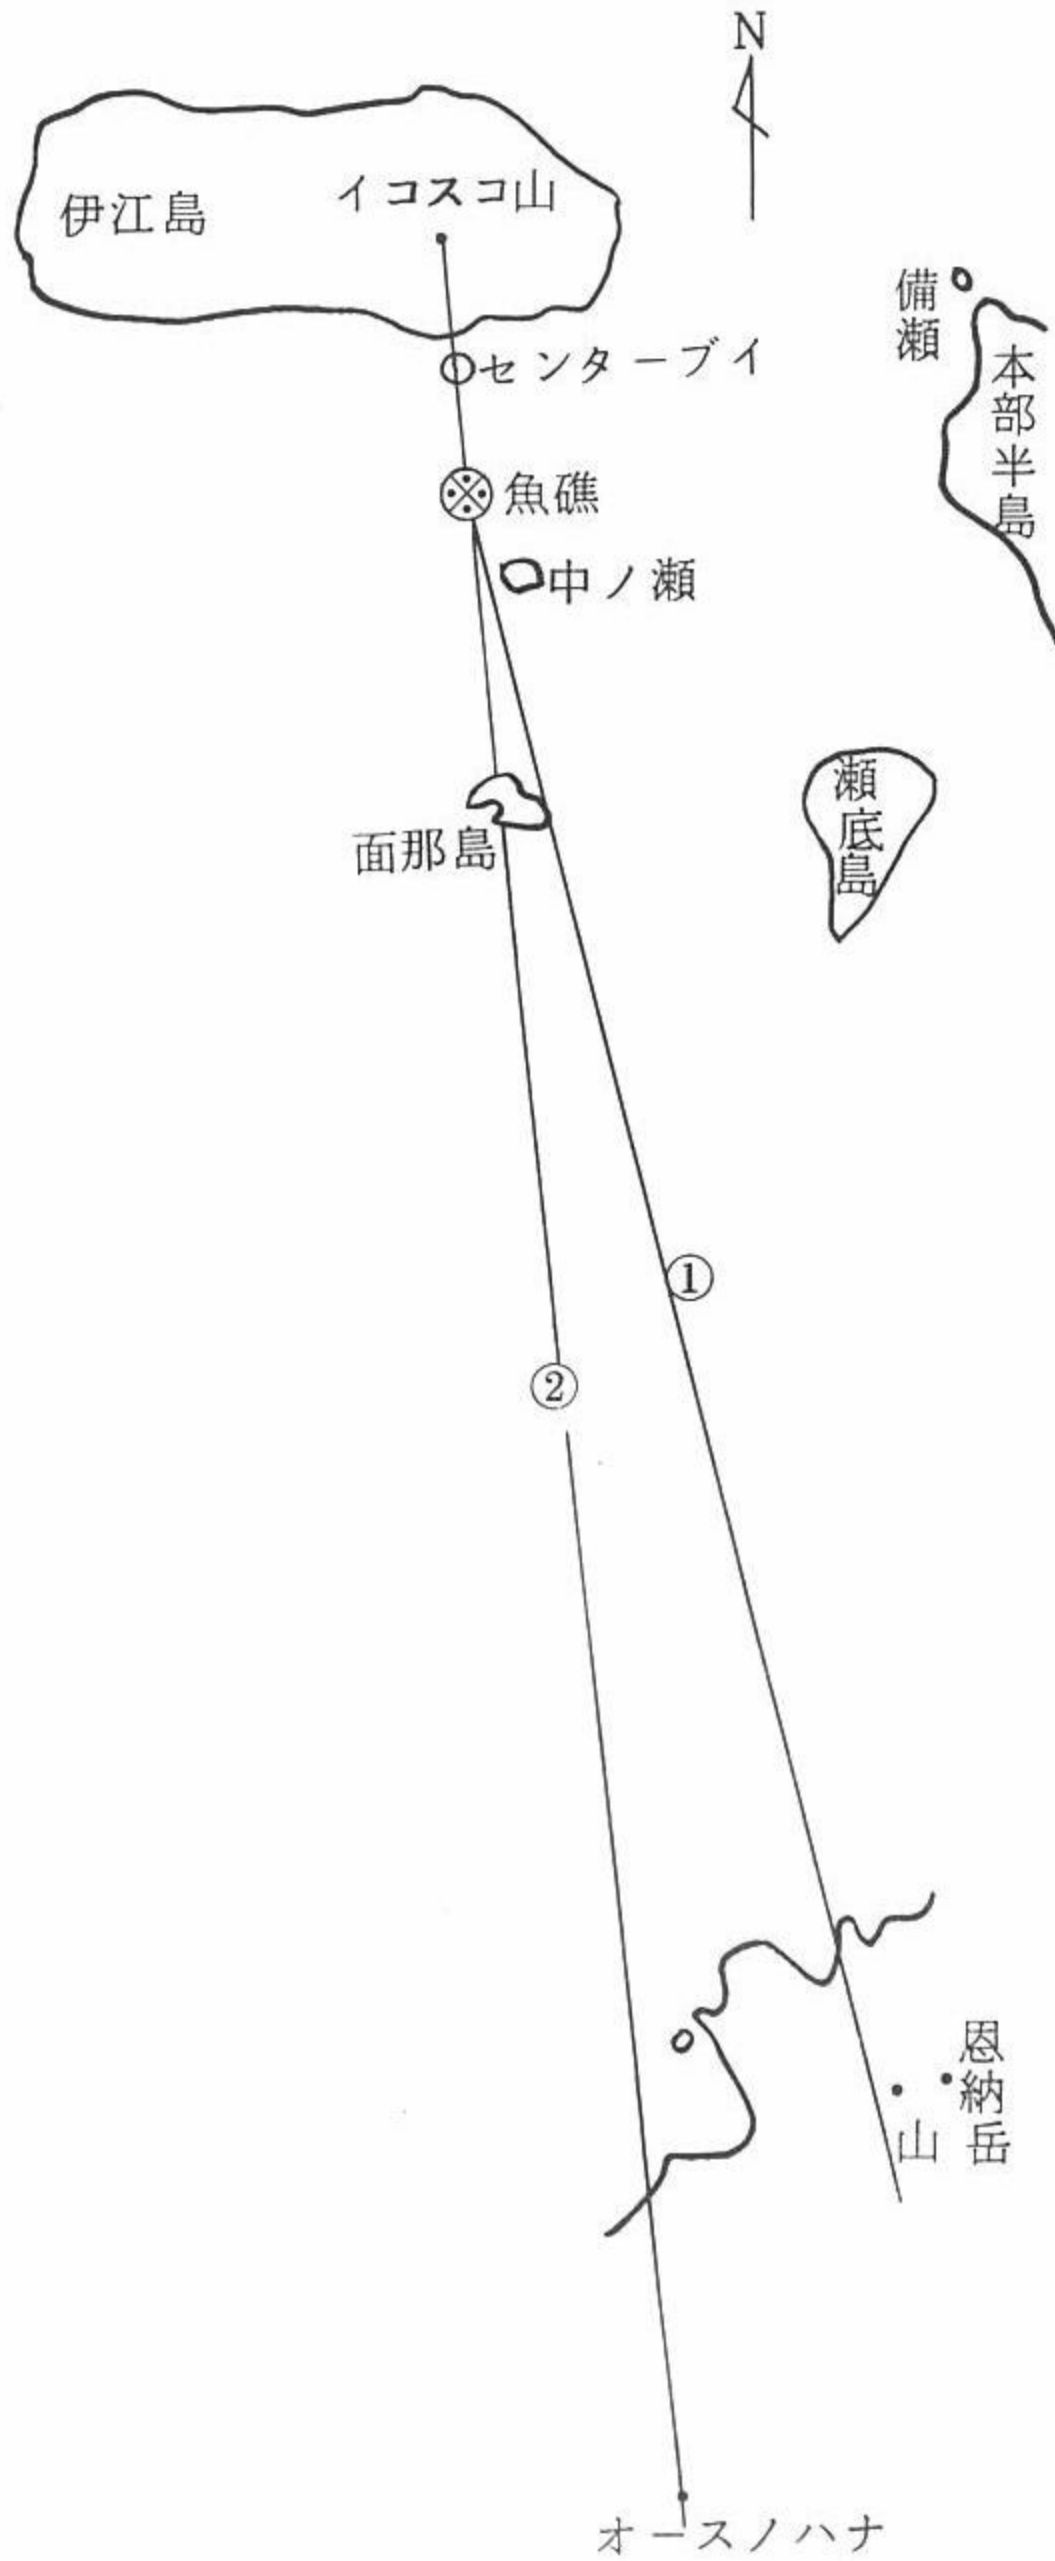 N
伊江島
イコスコ山
備瀬
本部半島
センターブイ
魚礁
中ノ瀬
瀬底島
面那島
①
②
恩納岳
山
オースノハナ